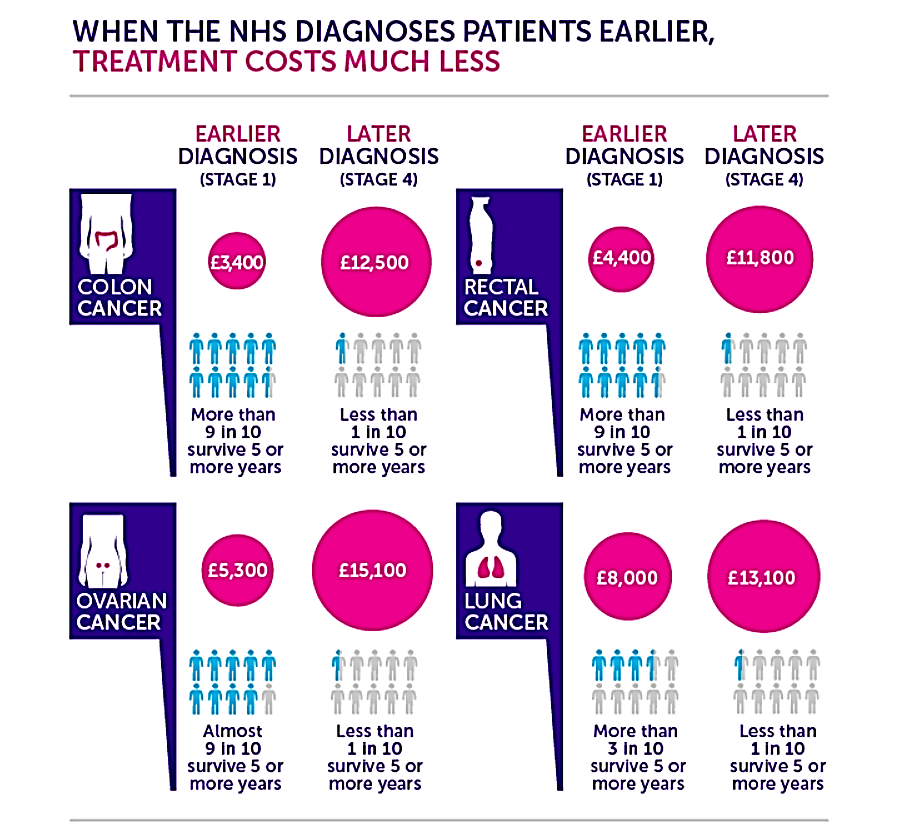 WHEN THE NHS DIAGNOSES PATIENTS EARLIER,
TREATMENT COSTS MUCH LESS
EARLIER
DIAGNOSIS
(STAGE 1)
LATER
DIAGNOSIS
(STAGE 4)
COLON
CANCER
£3,400
£12,500
More than
9 in 10
survive 5 or
more years
Less than
1 in 10
survive 5 or
more years
EARLIER
DIAGNOSIS
(STAGE 1)
LATER
DIAGNOSIS
(STAGE 4)
RECTAL
CANCER
£4,400
£11,800
More than
9 in 10
survive 5 or
more years
Less than
1 in 10
survive 5 or
more years
OVARIAN
CANCER
£5,300
£15,100
Almost
9 in 10
survive 5 or
more years
Less than
1 in 10
survive 5 or
more years
LUNG
CANCER
£8,000
£13,100
More than
3 in 10
survive 5 or
more years
Less than
1 in 10
survive 5 or
more years